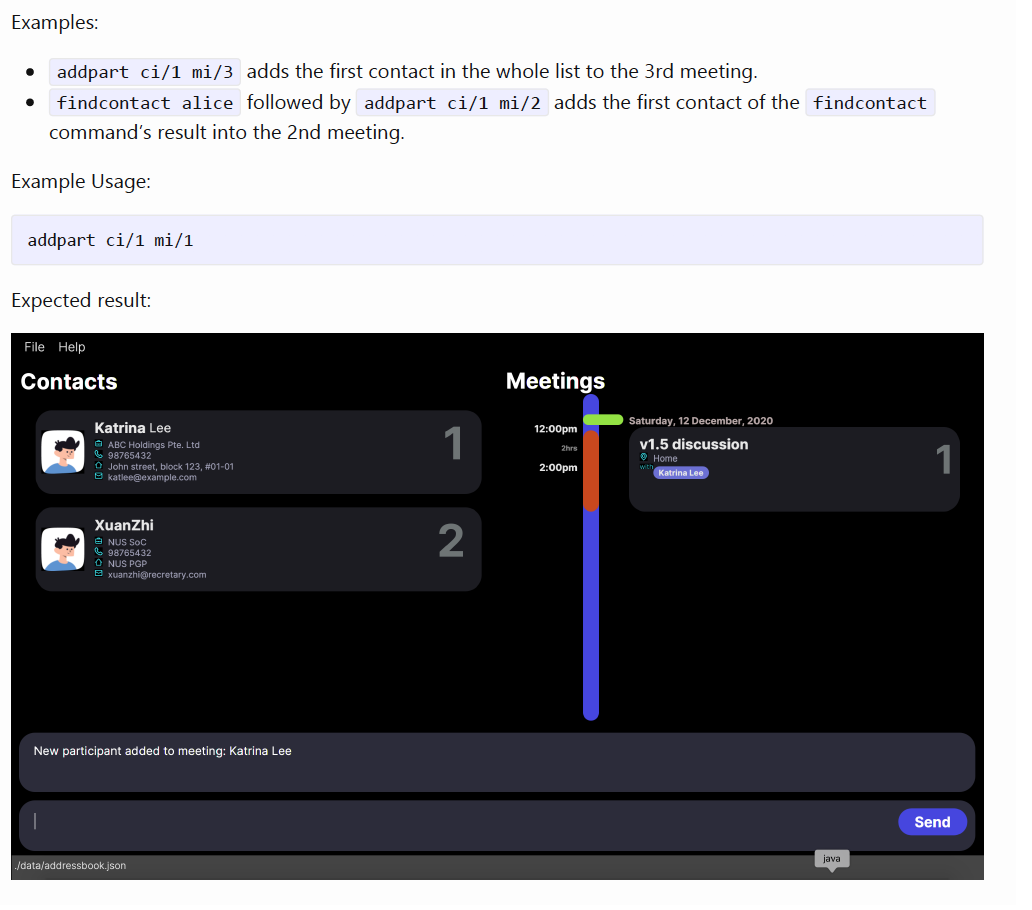 Examples:
addpart ci/1 mi/3 adds the first contact in the whole list to the 3rd meeting.
findcontact alice followed by addpart ci/1 mi/2 adds the first contact of the findcontact
command’s result into the 2nd meeting.
Example Usage:
addpart ci/1 mi/1
Expected result:
File Help
Contacts
Katrina Lee
1
ABC Holdings Pte. Ltd
98765432
John street, block 123, #01-01
katlee@example.com
XuanZhi
2
NUS SoC
98765432
NUS PGP
xuanzhi@recretary.com
Meetings
Saturday, 12 December, 2020
12:00pm
2hrs
2:00pm
v1.5 discussion
1
Home
with
Katrina Lee
New participant added to meeting: Katrina Lee
Send
./data/addressbook.json
java